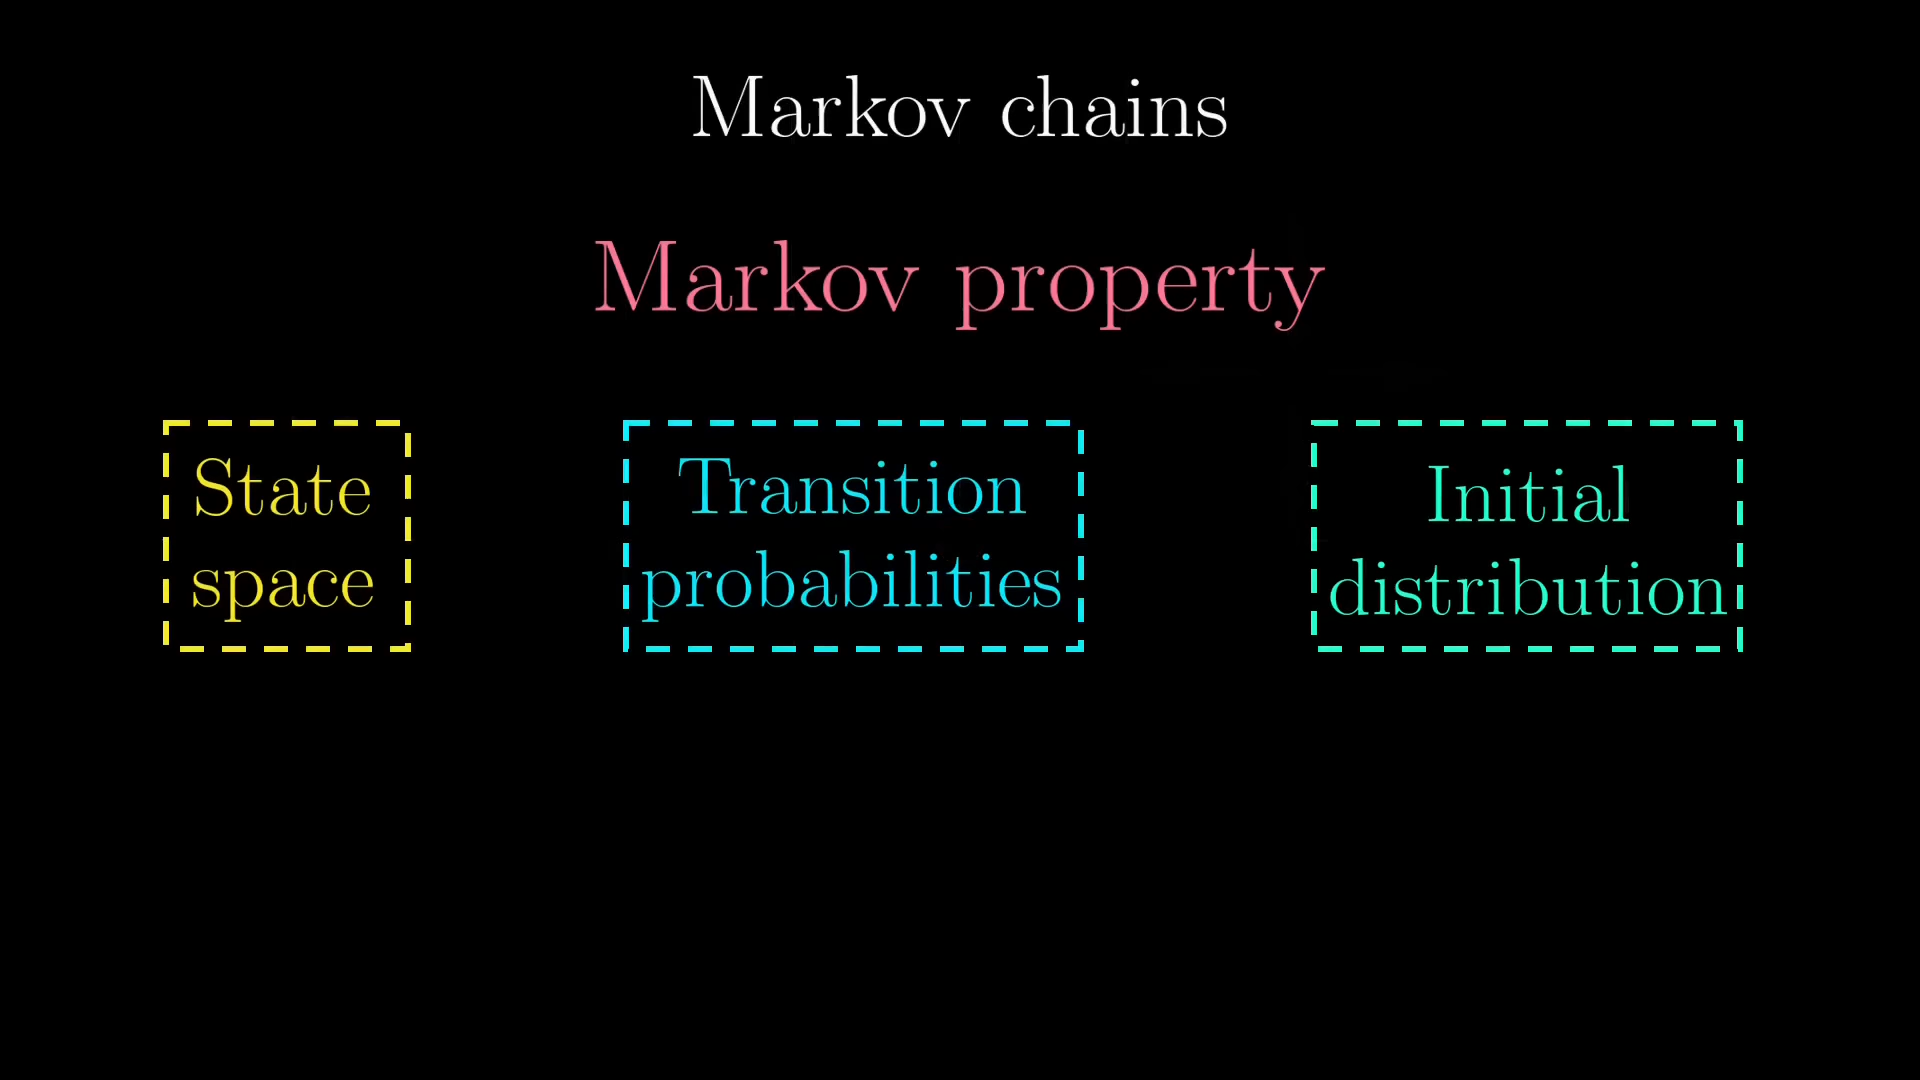 Markov chains
Markov property
State
space
Transition
probabilities
Initial
distribution